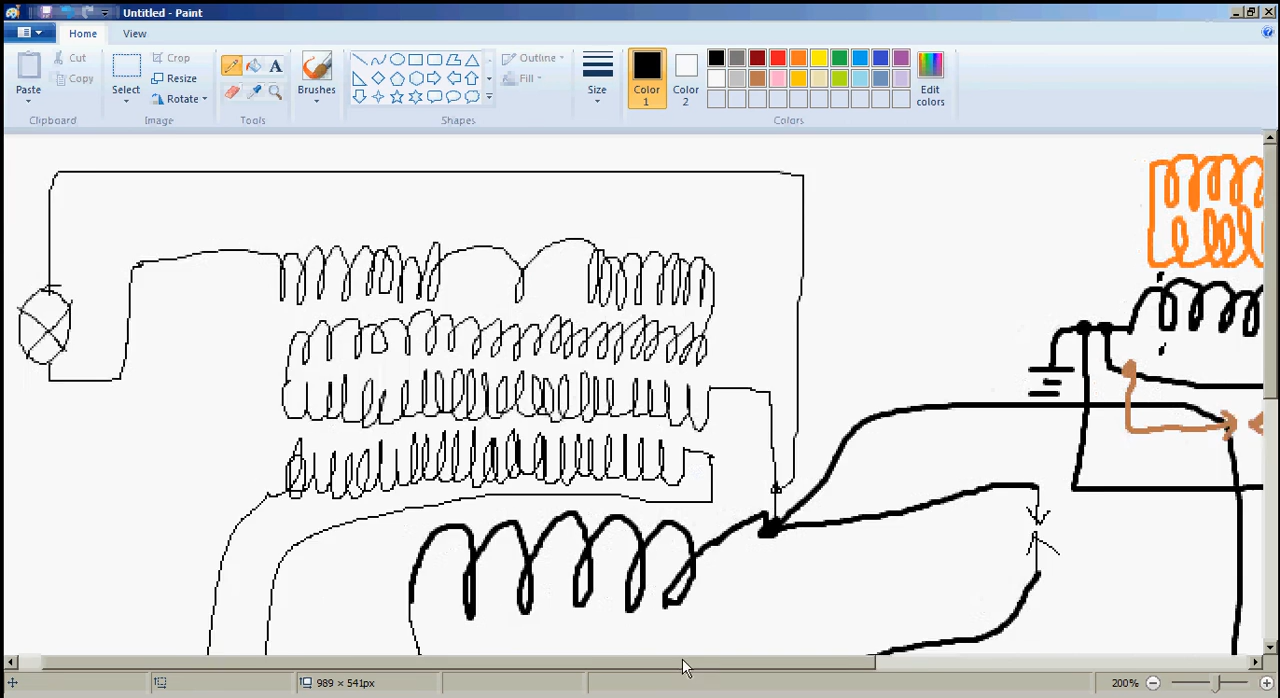 Untitled - Paint
Home View
Paste
Cut
Copy
Clipboard
Select
Crop
Resize
Rotate
Image
A
Tools
Brushes
Outline
Fill
Shapes
Size
Color 1
Color 2
Edit colors
Colors
989 × 541px
200%